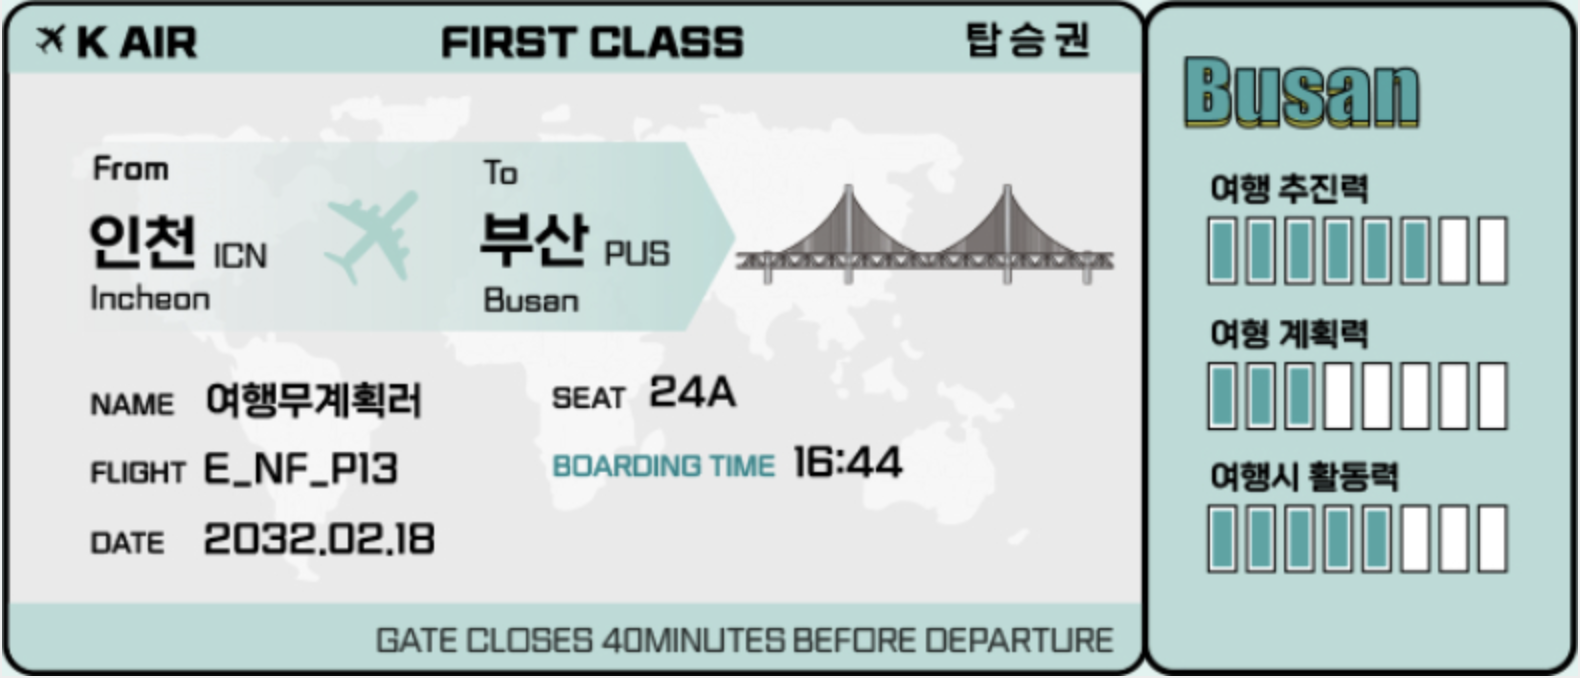 K AIR FIRST CLASS 탑승권
From
인천 ICN
Incheon
To
부산 PUS
Busan
NAME 여행무계획러
SEAT 24A
FLIGHT E_NF_P13
BOARDING TIME 16:44
DATE 2032.02.18
GATE CLOSES 40MINUTES BEFORE DEPARTURE
Busan
여행 추진력
여형 계획력
여행시 활동력